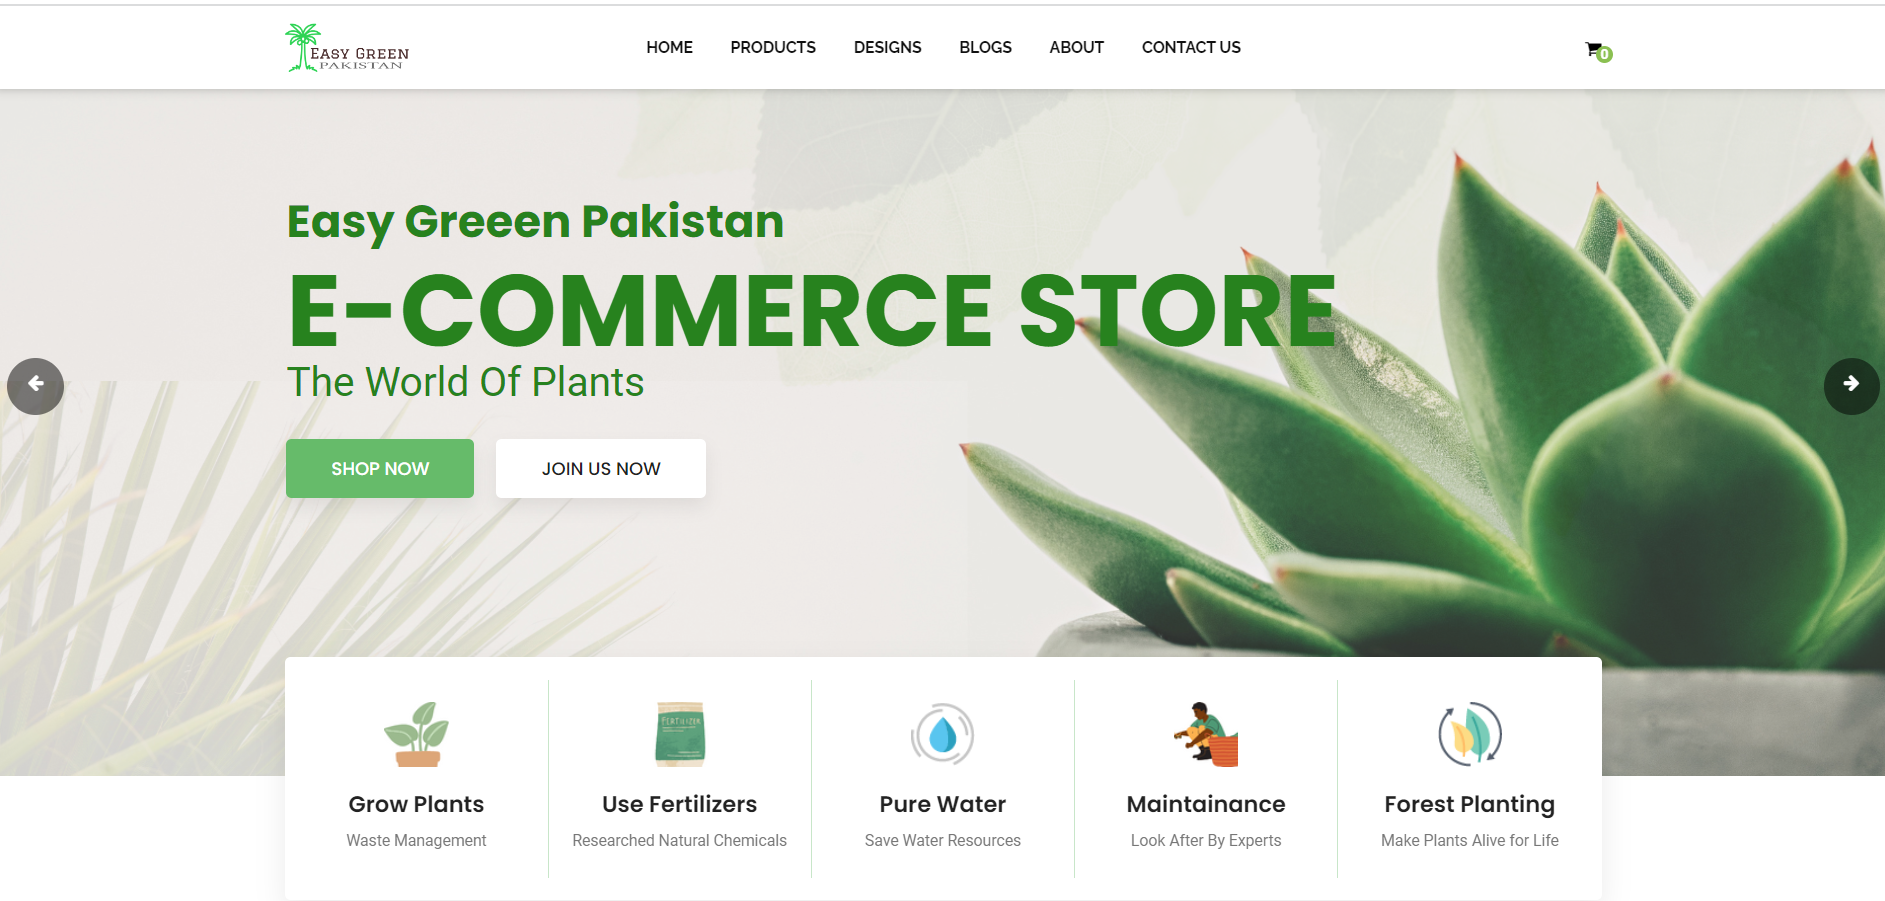 EASY GREEN
PAKISTAN
HOME
PRODUCTS
DESIGNS
BLOGS
ABOUT
CONTACT US
0
Easy Greeen Pakistan
E-COMMERCE STORE
The World Of Plants
SHOP NOW
JOIN US NOW
FERTILIZER
Grow Plants
Waste Management
Use Fertilizers
Researched Natural Chemicals
Pure Water
Save Water Resources
Maintainance
Look After By Experts
Forest Planting
Make Plants Alive for Life